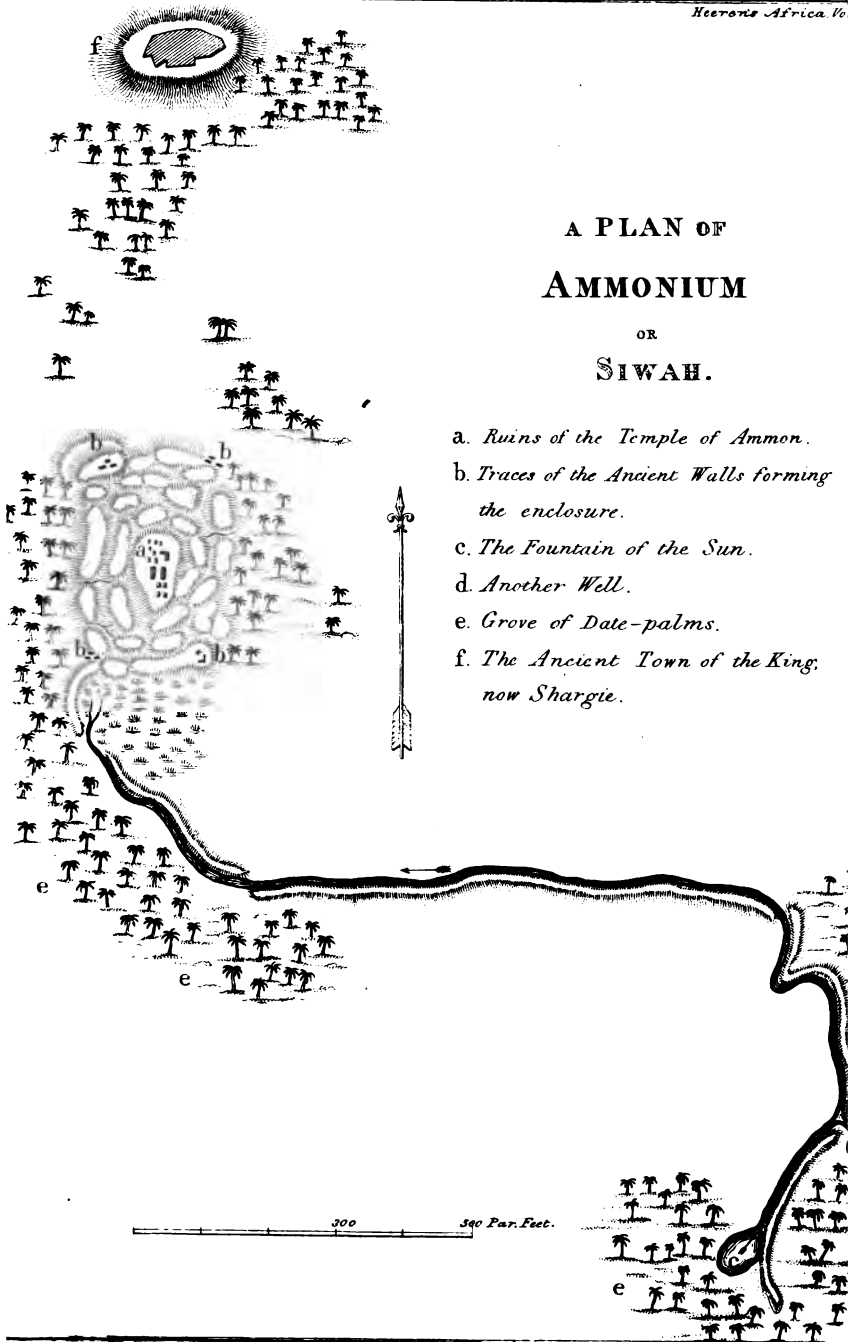 Heeren's Africa. Vo
f
A PLAN OF
AMMONIUM
OR
SIWAH.
a. Ruins of the Temple of Ammon.
b. Traces of the Ancient Walls forming
the enclosure.
c. The Fountain of the Sun.
d. Another Well.
e. Grove of Date-palms.
f. The Ancient Town of the King,
now Shargie.
b
b
a
b
b
e
e
300
500 Par. Feet.
c
e